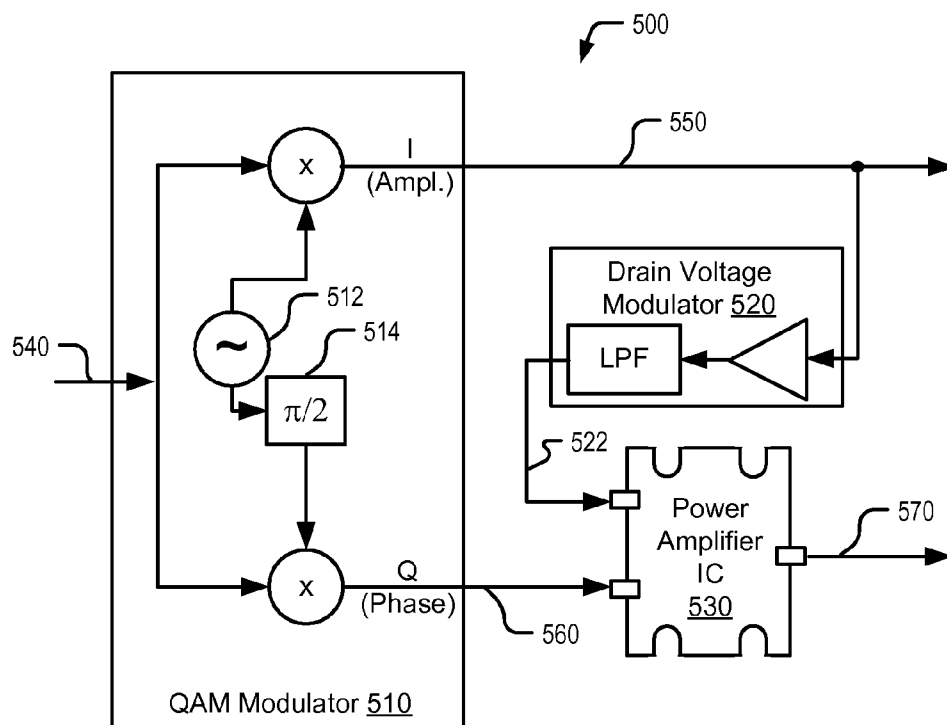 500
550
I
(Ampl.)
x
Drain Voltage
Modulator 520
512
514
540
~
LPF
π/2
522
Power
Amplifier
IC
530
570
Q
(Phase)
x
560
QAM Modulator 510